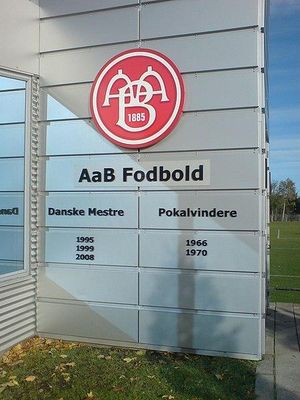 AaB
1885
AaB Fodbold
Danske Mestre
Pokalvindere
1995
1999
2008
1966
1970